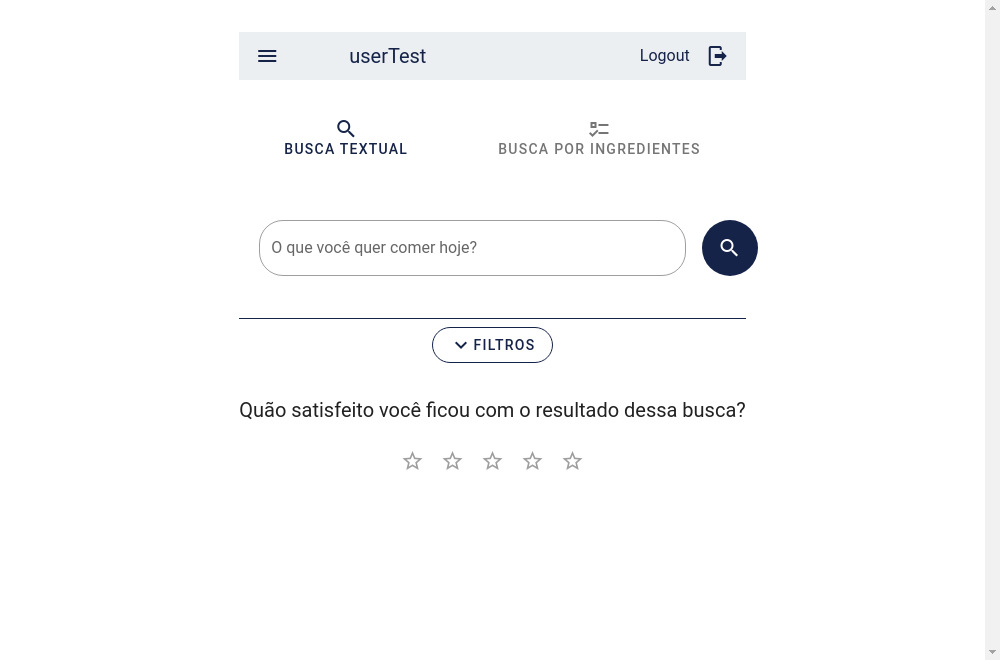 userTest
Logout
BUSCA TEXTUAL
BUSCA POR INGREDIENTES
O que você quer comer hoje?
FILTROS
Quão satisfeito você ficou com o resultado dessa busca?